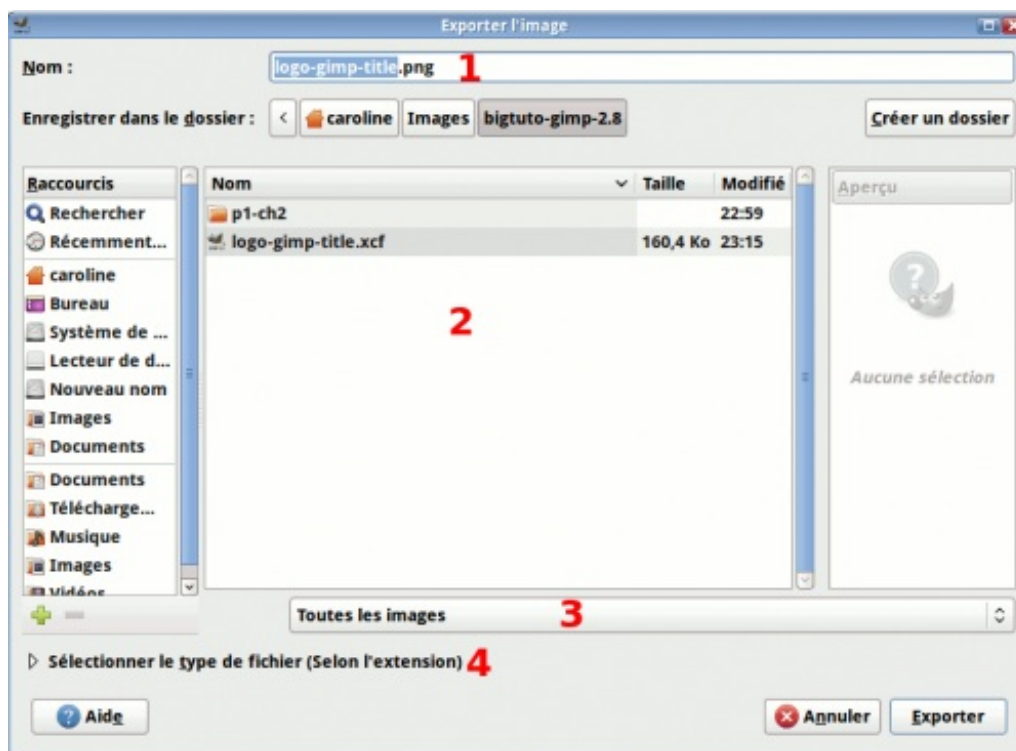 Exporter l'image
Nom :
logo-gimp-title.png 1
Enregistrer dans le dossier : < caroline Images bigtuto-gimp-2.8 Créer un dossier
Raccourcis
Rechercher
Récemment...
caroline
Bureau
Système de ...
Lecteur de d...
Nouveau nom
Images
Documents
Documents
Télécharge...
Musique
Images
Vidéos
Nom Taille Modifié
p1-ch2 22:59
logo-gimp-title.xcf 160,4 Ko 23:15
2
Aperçu
Aucune sélection
Toutes les images 3
Sélectionner le type de fichier (Selon l'extension) 4
Aide
Annuler
Exporter